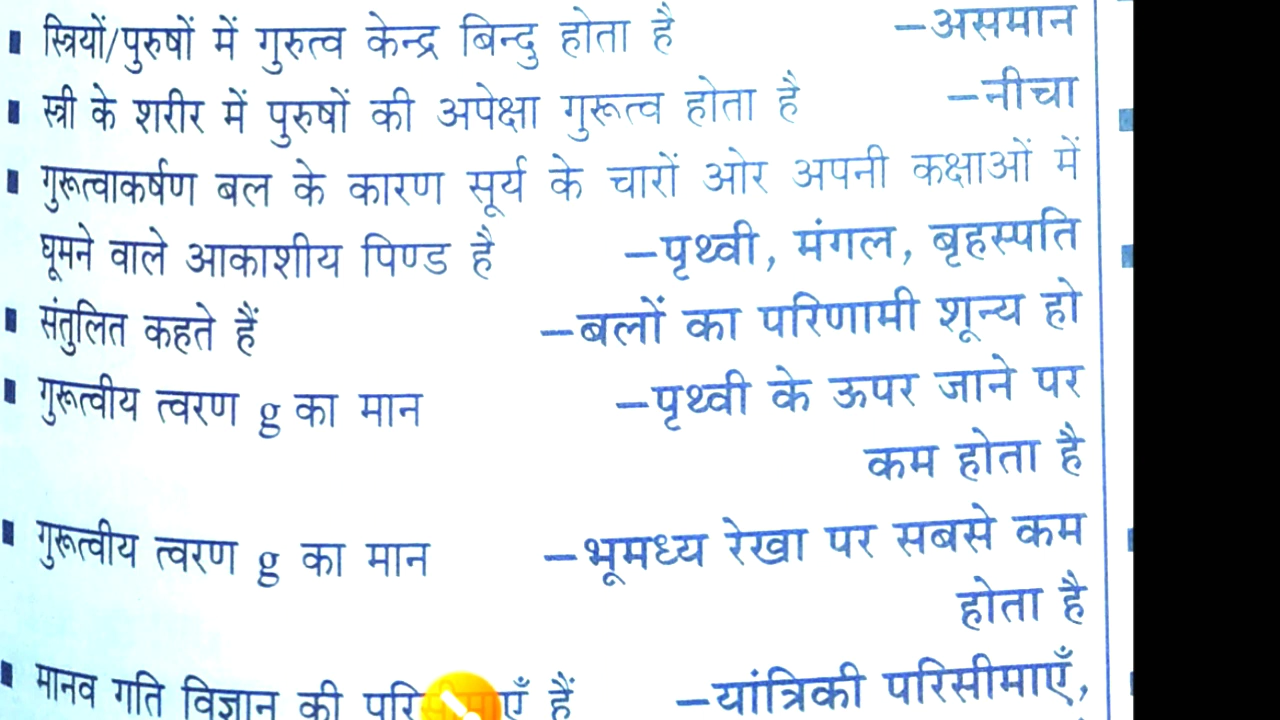 ▪ स्त्रियों/पुरुषों में गुरुत्व केन्द्र बिन्दु होता है –असमान
▪ स्त्री के शरीर में पुरुषों की अपेक्षा गुरूत्व होता है –नीचा
▪ गुरूत्वाकर्षण बल के कारण सूर्य के चारों ओर अपनी कक्षाओं में
घूमने वाले आकाशीय पिण्ड है –पृथ्वी, मंगल, बृहस्पति
▪ संतुलित कहते हैं –बलों का परिणामी शून्य हो
▪ गुरूत्वीय त्वरण g का मान –पृथ्वी के ऊपर जाने पर
कम होता है
▪ गुरूत्वीय त्वरण g का मान –भूमध्य रेखा पर सबसे कम
होता है
▪ मानव गति विज्ञान की हैं –यांत्रिकी परिसीमाएँ,